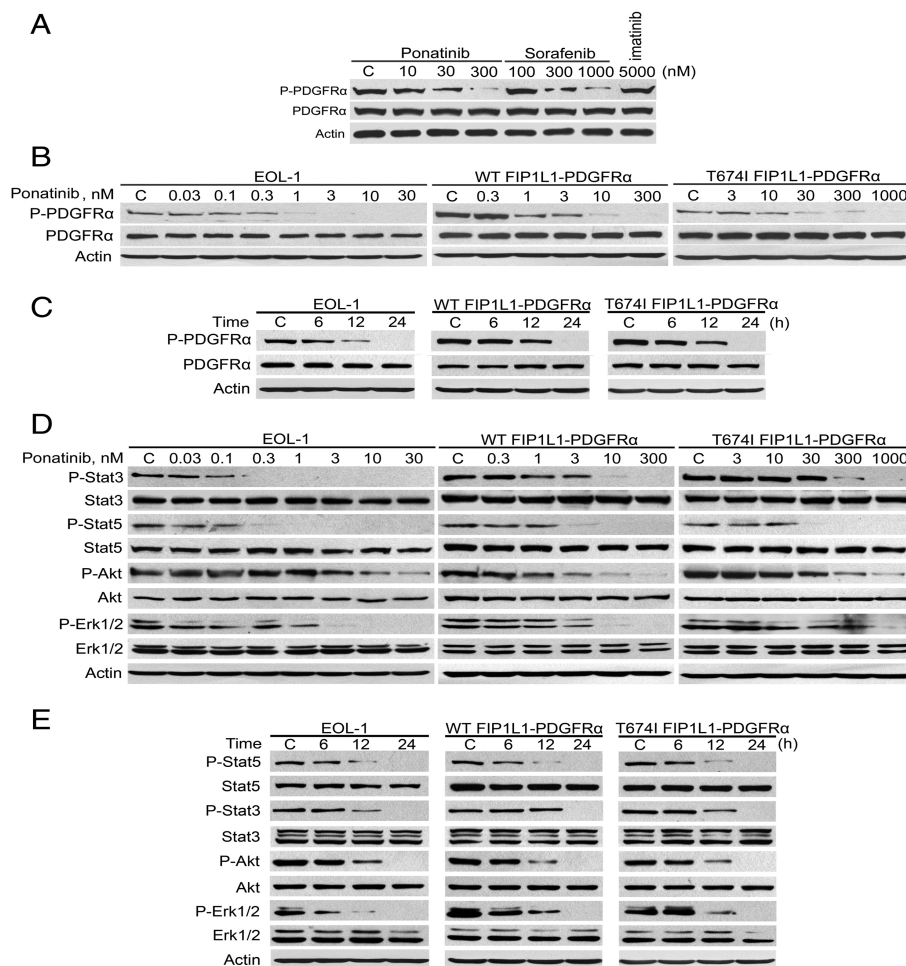 A
Ponatinib Sorafenib imatinib
C 10 30 300 100 300 1000 5000 (nM)
P-PDGFRα
PDGFRα
Actin
B
EOL-1 WT FIP1L1-PDGFRα T674I FIP1L1-PDGFRα
Ponatinib , nM C 0.03 0.1 0.3 1 3 10 30 C 0.3 1 3 10 300 C 3 10 30 300 1000
P-PDGFRα
PDGFRα
Actin
C
EOL-1 WT FIP1L1-PDGFRα T674I FIP1L1-PDGFRα
Time C 6 12 24 C 6 12 24 C 6 12 24 (h)
P-PDGFRα
PDGFRα
Actin
D
EOL-1 WT FIP1L1-PDGFRα T674I FIP1L1-PDGFRα
Ponatinib, nM C 0.03 0.1 0.3 1 3 10 30 C 0.3 1 3 10 300 C 3 10 30 300 1000
P-Stat3
Stat3
P-Stat5
Stat5
P-Akt
Akt
P-Erk1/2
Erk1/2
Actin
E
EOL-1 WT FIP1L1-PDGFRα T674I FIP1L1-PDGFRα
Time C 6 12 24 C 6 12 24 C 6 12 24 (h)
P-Stat5
Stat5
P-Stat3
Stat3
P-Akt
Akt
P-Erk1/2
Erk1/2
Actin